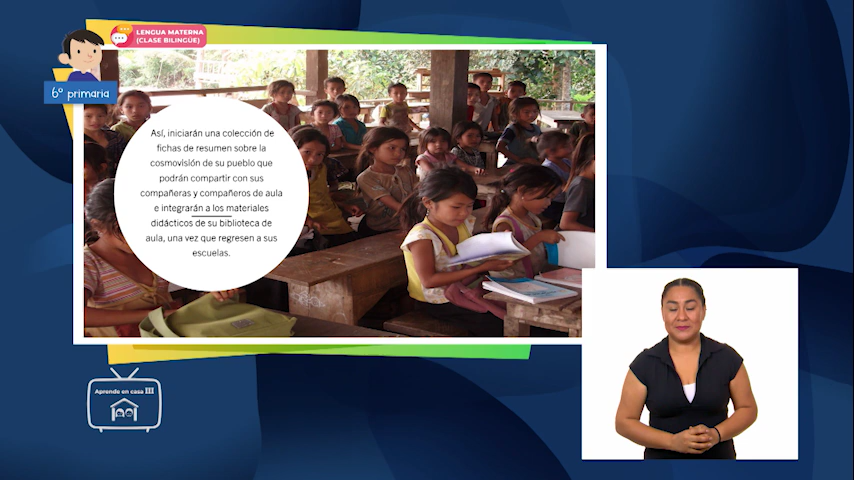 LENGUA MATERNA
(CLASE BILINGÜE)
6º primaria
Así, iniciarán una colección de
fichas de resumen sobre la
cosmovisión de su pueblo que
podrán compartir con sus
compañeras y compañeros de aula
e integrarán a los materiales
didácticos de su biblioteca de
aula, una vez que regresen a sus
escuelas.
Aprende en casa III